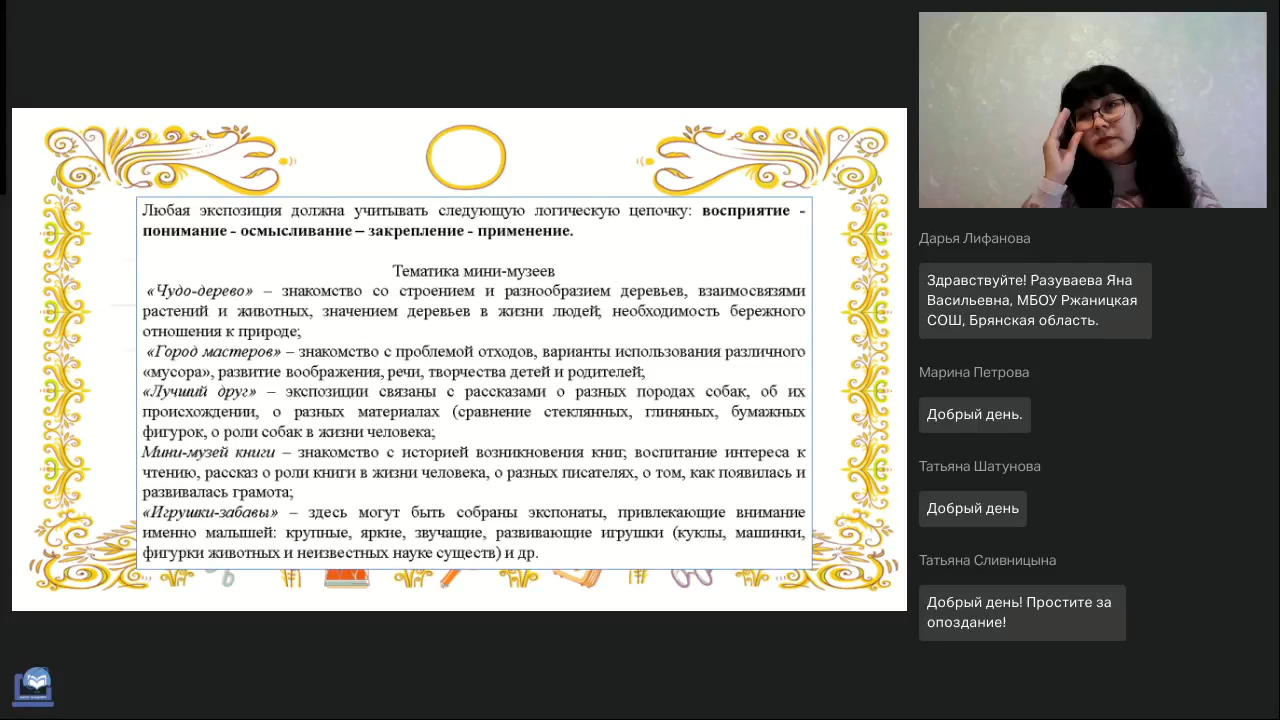 Любая экспозиция должна учитывать следующую логическую цепочку: восприятие -
понимание - осмысливание – закрепление - применение.
Тематика мини-музеев
«Чудо-дерево» – знакомство со строением и разнообразием деревьев, взаимосвязями
растений и животных, значением деревьев в жизни людей; необходимость бережного
отношения к природе;
«Город мастеров» – знакомство с проблемой отходов, варианты использования различного
«мусора», развитие воображения, речи, творчества детей и родителей;
«Лучший друг» – экспозиции связаны с рассказами о разных породах собак, об их
происхождении, о разных материалах (сравнение стеклянных, глиняных, бумажных
фигурок, о роли собак в жизни человека;
Мини-музей книги – знакомство с историей возникновения книг; воспитание интереса к
чтению, рассказ о роли книги в жизни человека, о разных писателях, о том, как появилась и
развивалась грамота;
«Игрушки-забавы» – здесь могут быть собраны экспонаты, привлекающие внимание
именно малышей: крупные, яркие, звучащие, развивающие игрушки (куклы, машинки,
фигурки животных и неизвестных науке существ) и др.
Дарья Лифанова
Здравствуйте! Разуваева Яна
Васильевна, МБОУ Ржаницкая
СОШ, Брянская область.
Марина Петрова
Добрый день.
Татьяна Шатунова
Добрый день
Татьяна Сливницына
Добрый день! Простите за
опоздание!